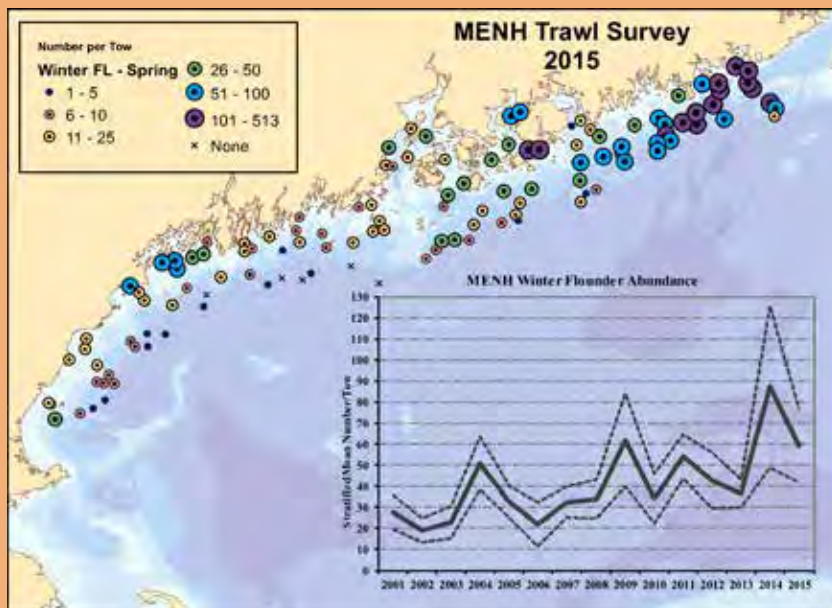 MENH Trawl Survey
2015
Number per Tow
Winter FL - Spring
1 - 5
6 - 10
11 - 25
26 - 50
51 - 100
101 - 513
None
MENH Winter Flounder Abundance
Stratified Mean Number/Tow
130
120
110
100
90
80
70
60
50
40
30
20
10
0
2001 2002 2003 2004 2005 2006 2007 2008 2009 2010 2011 2012 2013 2014 2015